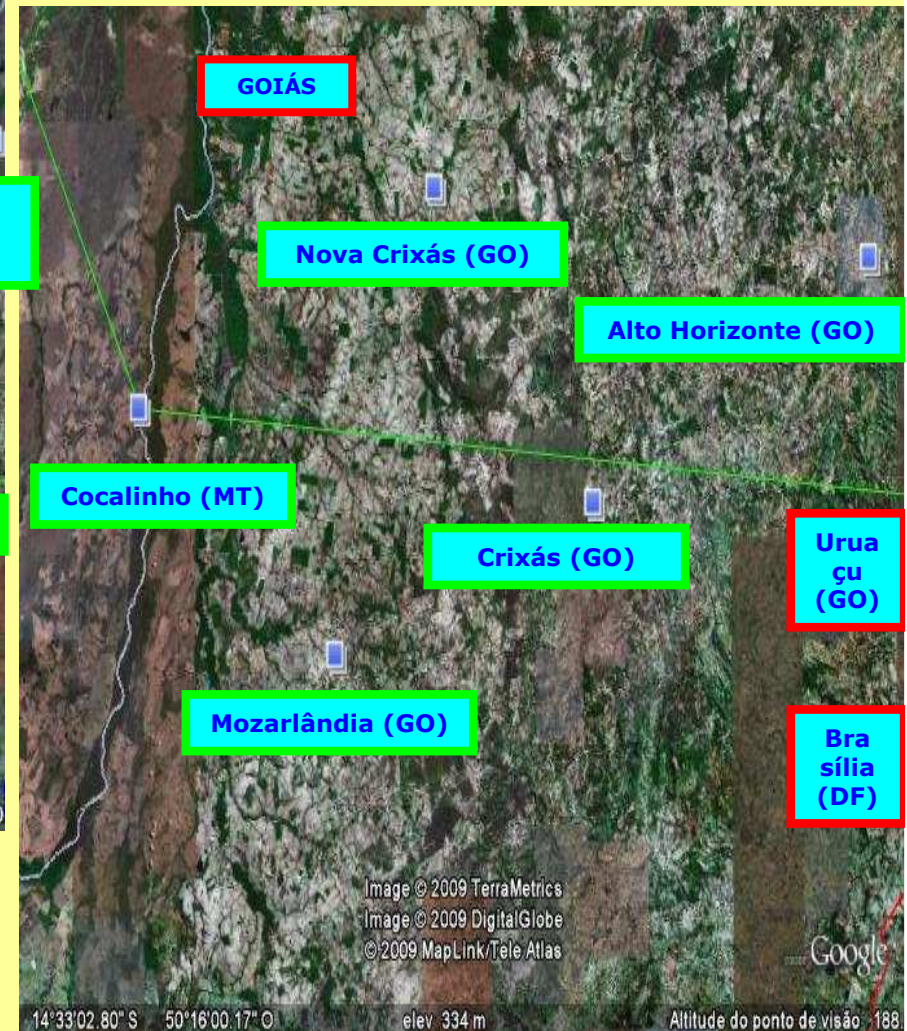 GOIÁS
Nova Crixás (GO)
Alto Horizonte (GO)
Cocalinho (MT)
Crixás (GO)
Urua
çu
(GO)
Mozarlândia (GO)
Bra
sília
(DF)
Image © 2009 TerraMetrics
Image © 2009 DigitalGlobe
© 2009 MapLink/Tele Atlas
Google
14°33'02.80" S 50°16'00.17" O elev 334 m Altitude do ponto de visão 188